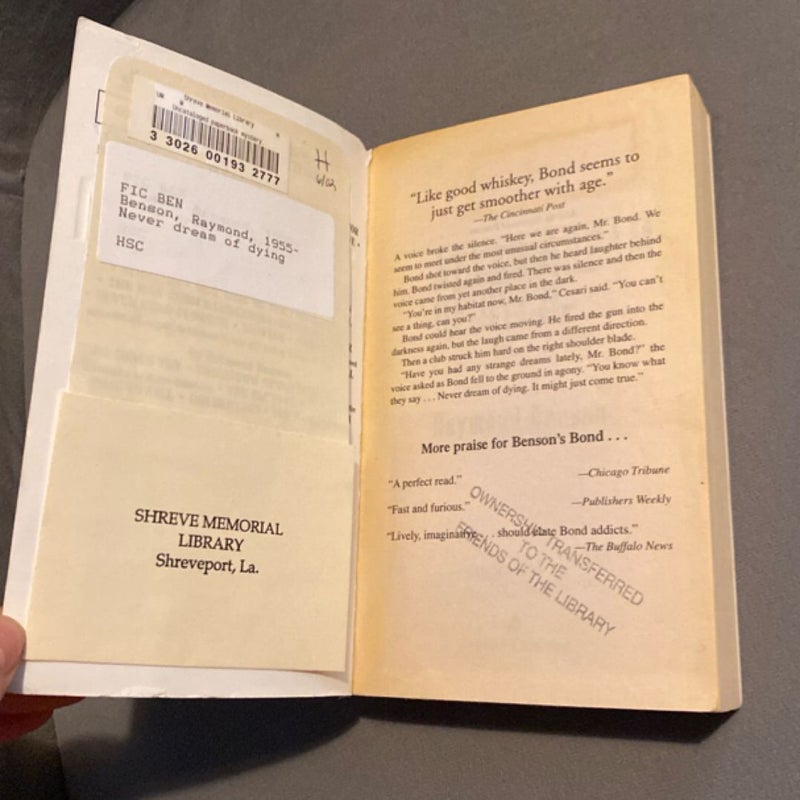 Shreve Memorial Library
Uncataloged paperback mystery
3 3026 00193 2777
H
6/02
FIC BEN
Benson, Raymond, 1955-
Never dream of dying
HSC
SHREVE MEMORIAL
LIBRARY
Shreveport, La.
“Like good whiskey, Bond seems to
just get smoother with age.”
—The Cincinnati Post
A voice broke the silence. “Here we are again, Mr. Bond. We
seem to meet under the most unusual circumstances.”
Bond shot toward the voice, but then he heard laughter behind
him. Bond twisted again and fired. There was silence and then the
voice came from yet another place in the dark.
“You’re in my habitat now, Mr. Bond,” Cesari said. “You can’t
see a thing, can you?”
Bond could hear the voice moving. He fired the gun into the
darkness again, but the laugh came from a different direction.
Then a club struck him hard on the right shoulder blade.
“Have you had any strange dreams lately, Mr. Bond?” the
voice asked as Bond fell to the ground in agony. “You know what
they say . . . Never dream of dying. It might just come true.”
More praise for Benson’s Bond . . .
“A perfect read.” —Chicago Tribune
“Fast and furious.” —Publishers Weekly
“Lively, imaginative . . . should elate Bond addicts.”
—The Buffalo News
OWNERSHIP TRANSFERRED
TO THE
FRIENDS OF THE LIBRARY